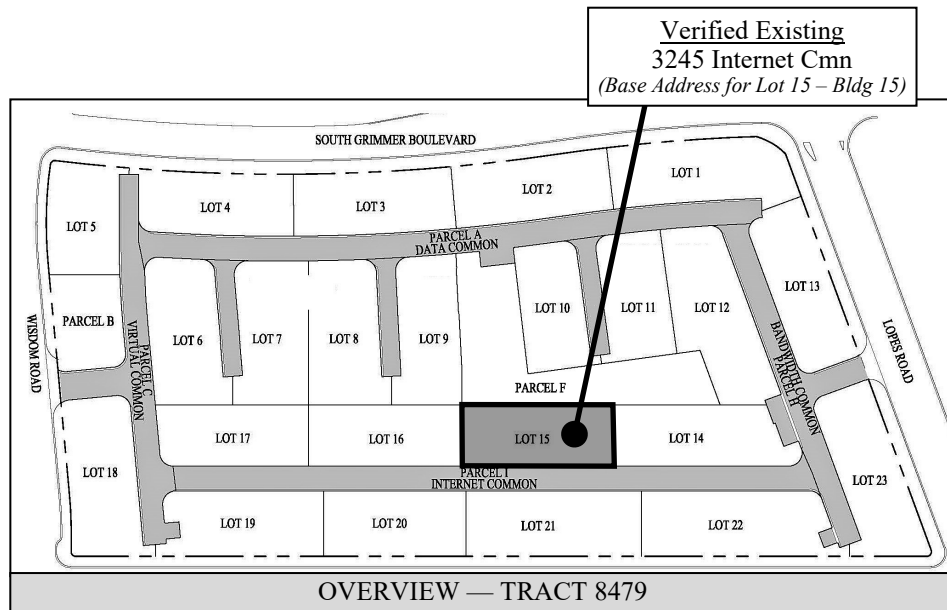 Verified Existing
3245 Internet Cmn
(Base Address for Lot 15 – Bldg 15)
SOUTH GRIMMER BOULEVARD
LOT 1
LOT 2
LOT 3
LOT 4
LOT 5
PARCEL A
DATA COMMON
LOT 13
LOT 10
LOT 11
LOT 12
PARCEL B
WISDOM ROAD
PARCEL C
VIRTUAL COMMON
LOT 6
LOT 7
LOT 8
LOT 9
BANDWIDTH COMMON
PARCEL H
LOPES ROAD
PARCEL F
LOT 17
LOT 16
LOT 15
LOT 14
LOT 18
PARCEL I
INTERNET COMMON
LOT 23
LOT 19
LOT 20
LOT 21
LOT 22
OVERVIEW — TRACT 8479